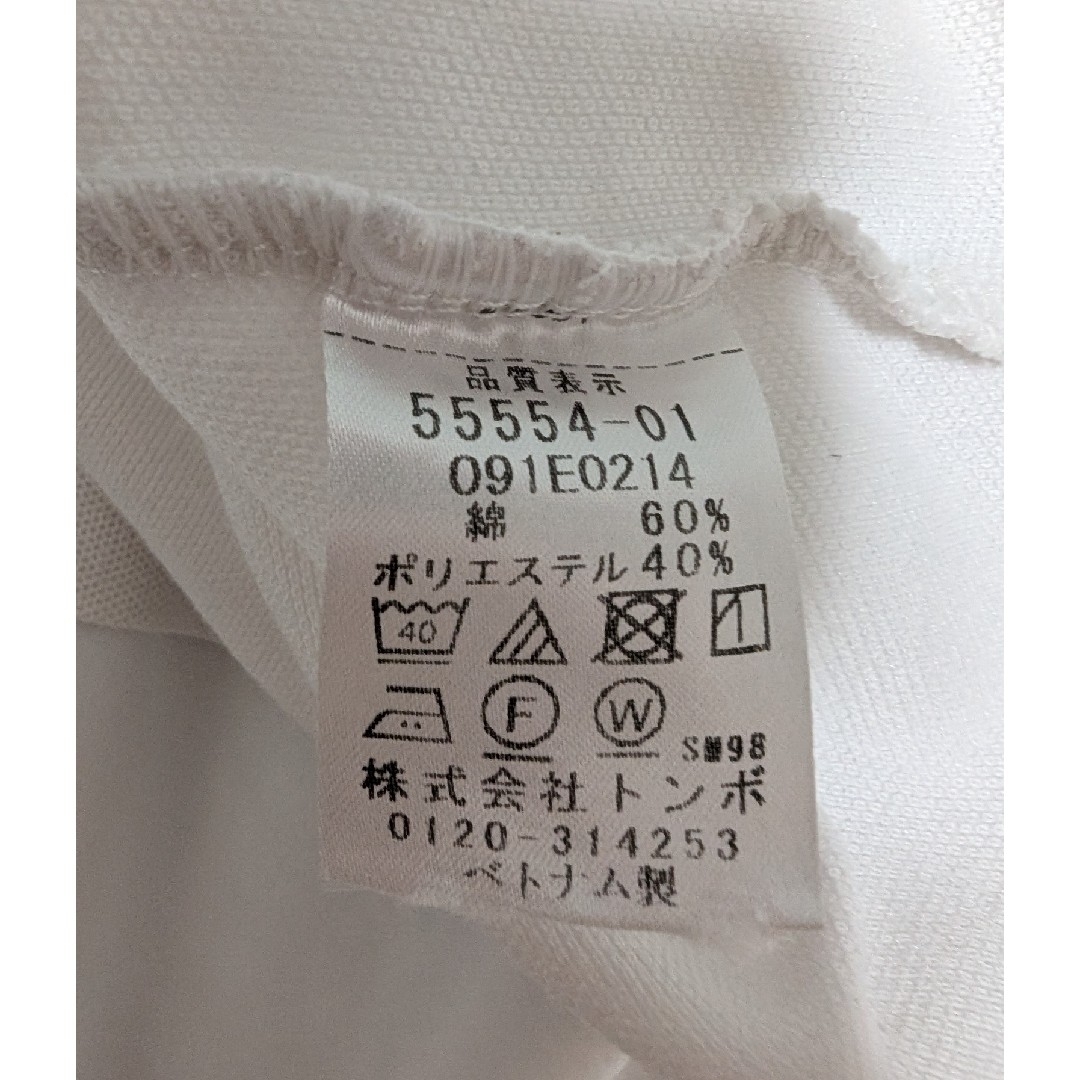 品質表示
55554-01
091E0214
綿 60%
ポリエステル 40%
40
F W SM98
株式会社トンボ
0120-314253
ベトナム製